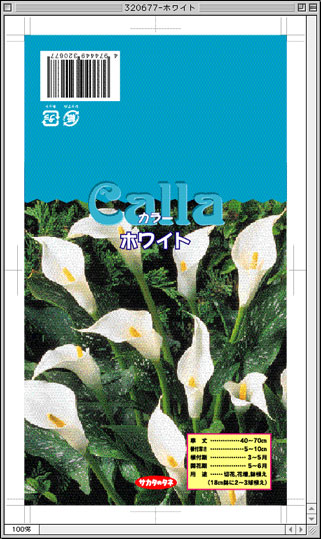 320677-ホワイト
4 974449 320677
Calla
カラー
ホワイト
草 丈 …………… 40〜70cm
植付深さ …………… 5〜10cm
植付期 …………… 3〜5月
開花期 …………… 5〜6月
用 途 …… 切花、花壇、鉢植え
(18cm鉢に2〜3球植え)
サカタのタネ
100%